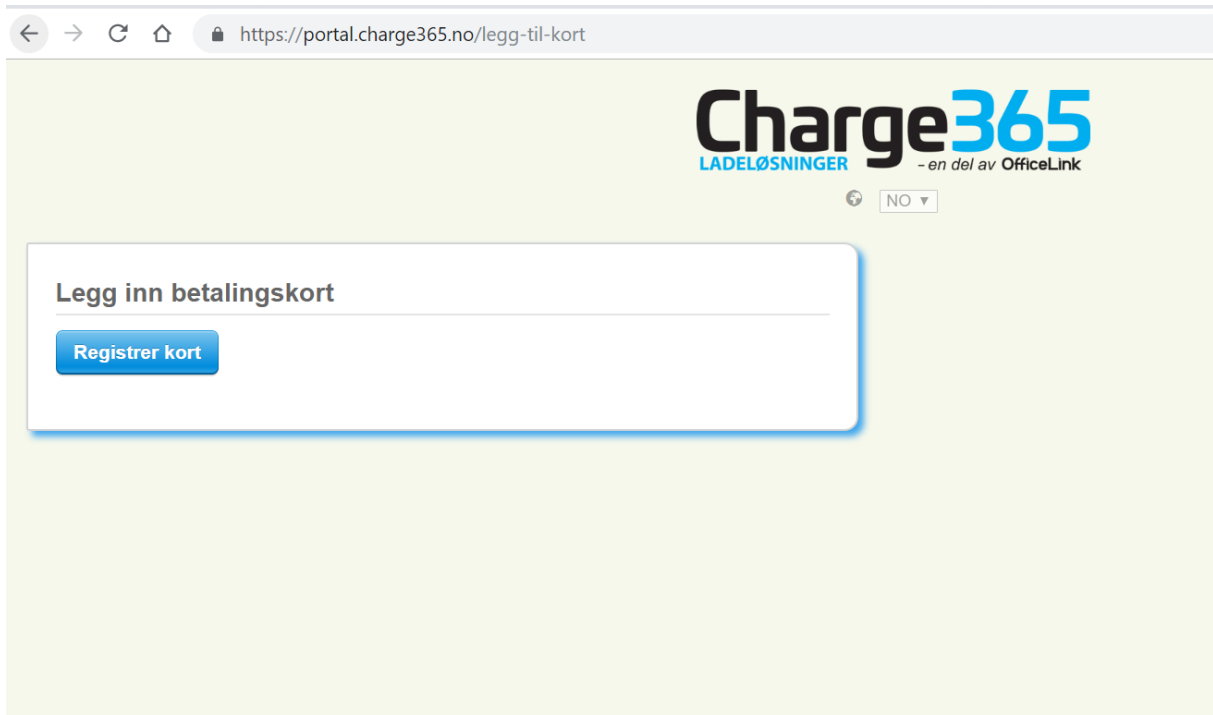 https://portal.charge365.no/legg-til-kort
Charge365
LADELØSNINGER - en del av OfficeLink
NO ▼
Legg inn betalingskort
Registrer kort